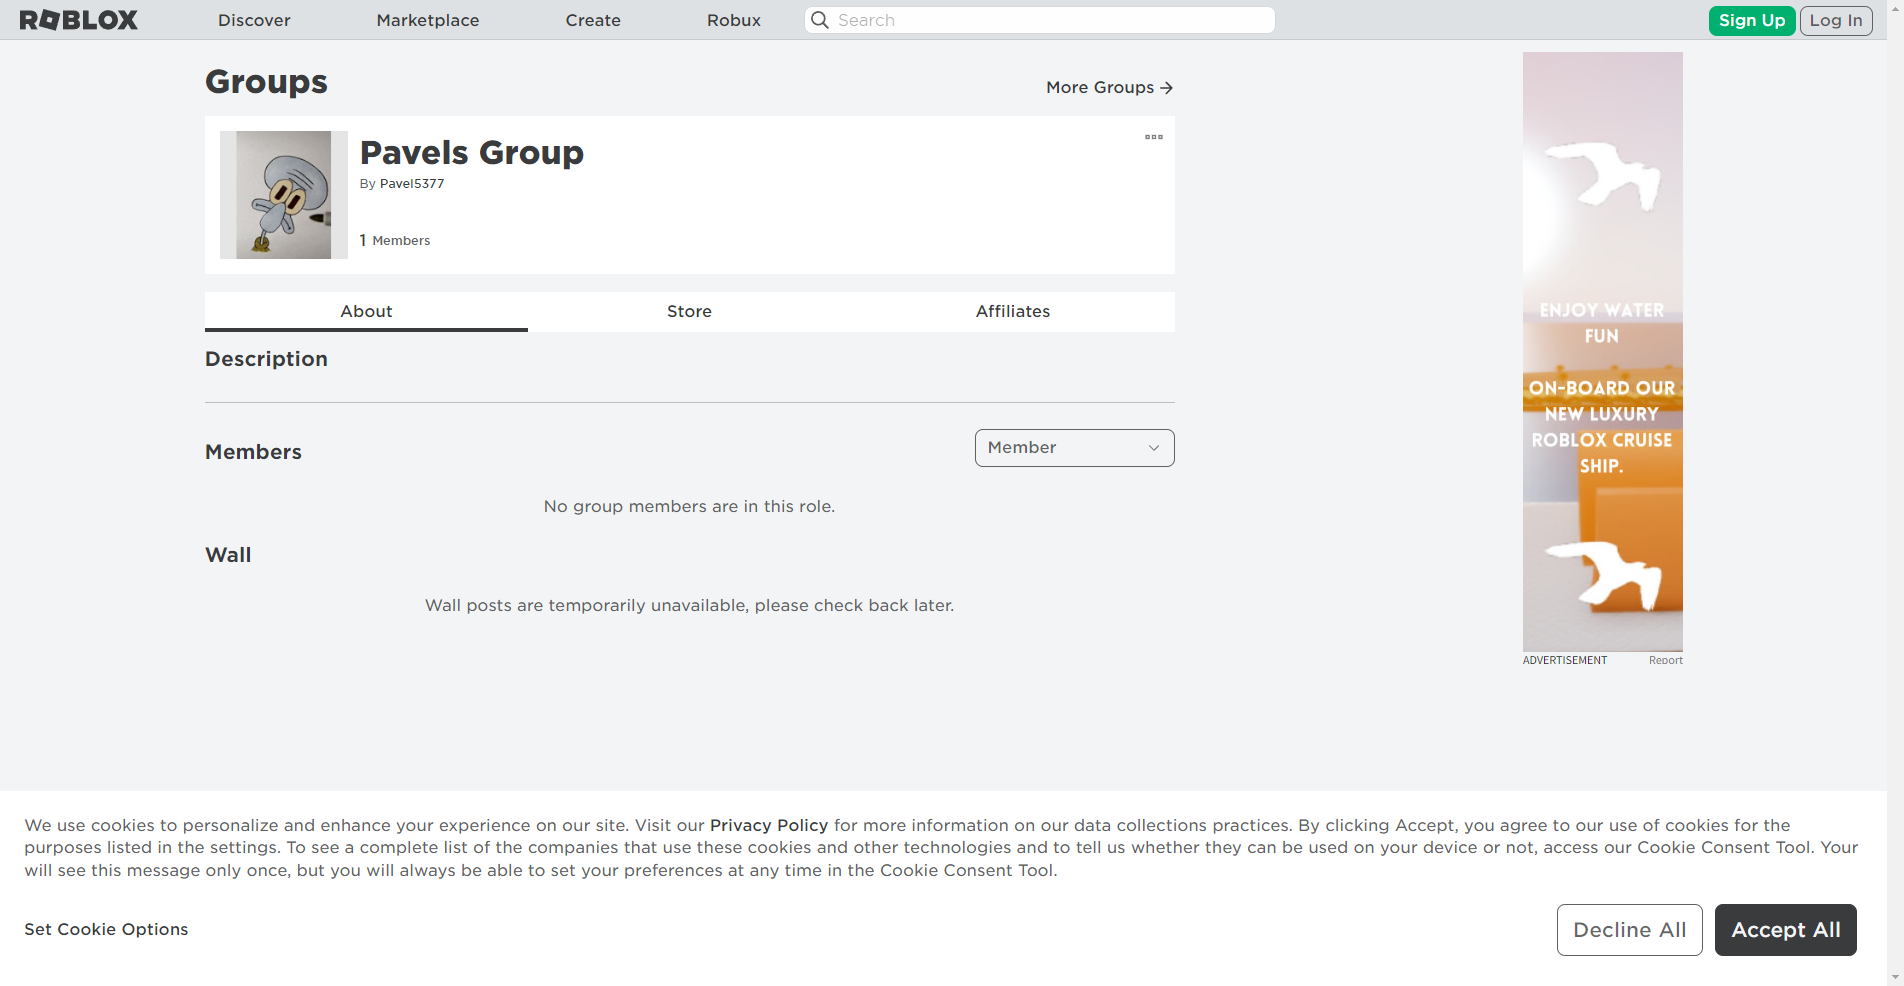 ROBLOX
Discover
Marketplace
Create
Robux
Search
Sign Up
Log In
Groups
More Groups
Pavels Group
By Pavel5377
1 Members
About
Store
Affiliates
Description
Members
Member
No group members are in this role.
Wall
Wall posts are temporarily unavailable, please check back later.
ENJOY WATER
FUN
ON-BOARD OUR
NEW LUXURY
ROBLOX CRUISE
SHIP.
ADVERTISEMENT
Report
We use cookies to personalize and enhance your experience on our site. Visit our Privacy Policy for more information on our data collections practices. By clicking Accept, you agree to our use of cookies for the
purposes listed in the settings. To see a complete list of the companies that use these cookies and other technologies and to tell us whether they can be used on your device or not, access our Cookie Consent Tool. Your
will see this message only once, but you will always be able to set your preferences at any time in the Cookie Consent Tool.
Set Cookie Options
Decline All
Accept All